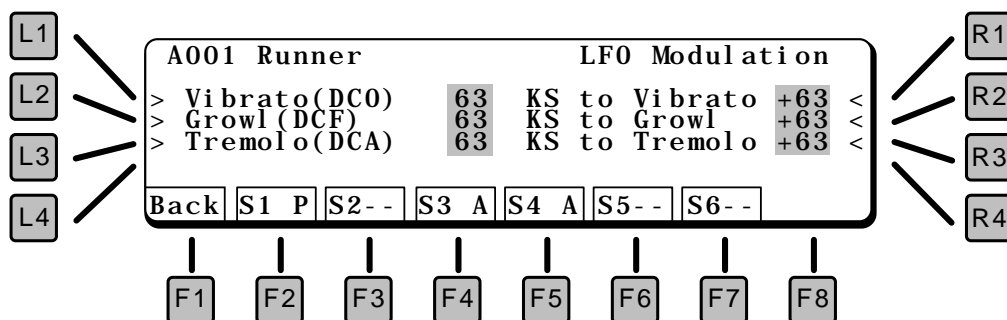 L1
R1
A001 Runner LFO Modulation
L2
R2
> Vibrato(DCO) 63 KS to Vibrato +63 <
> Growl(DCF) 63 KS to Growl +63 <
> Tremolo(DCA) 63 KS to Tremolo +63 <
L3
R3
L4
R4
Back S1 P S2-- S3 A S4 A S5-- S6--
F1 F2 F3 F4 F5 F6 F7 F8